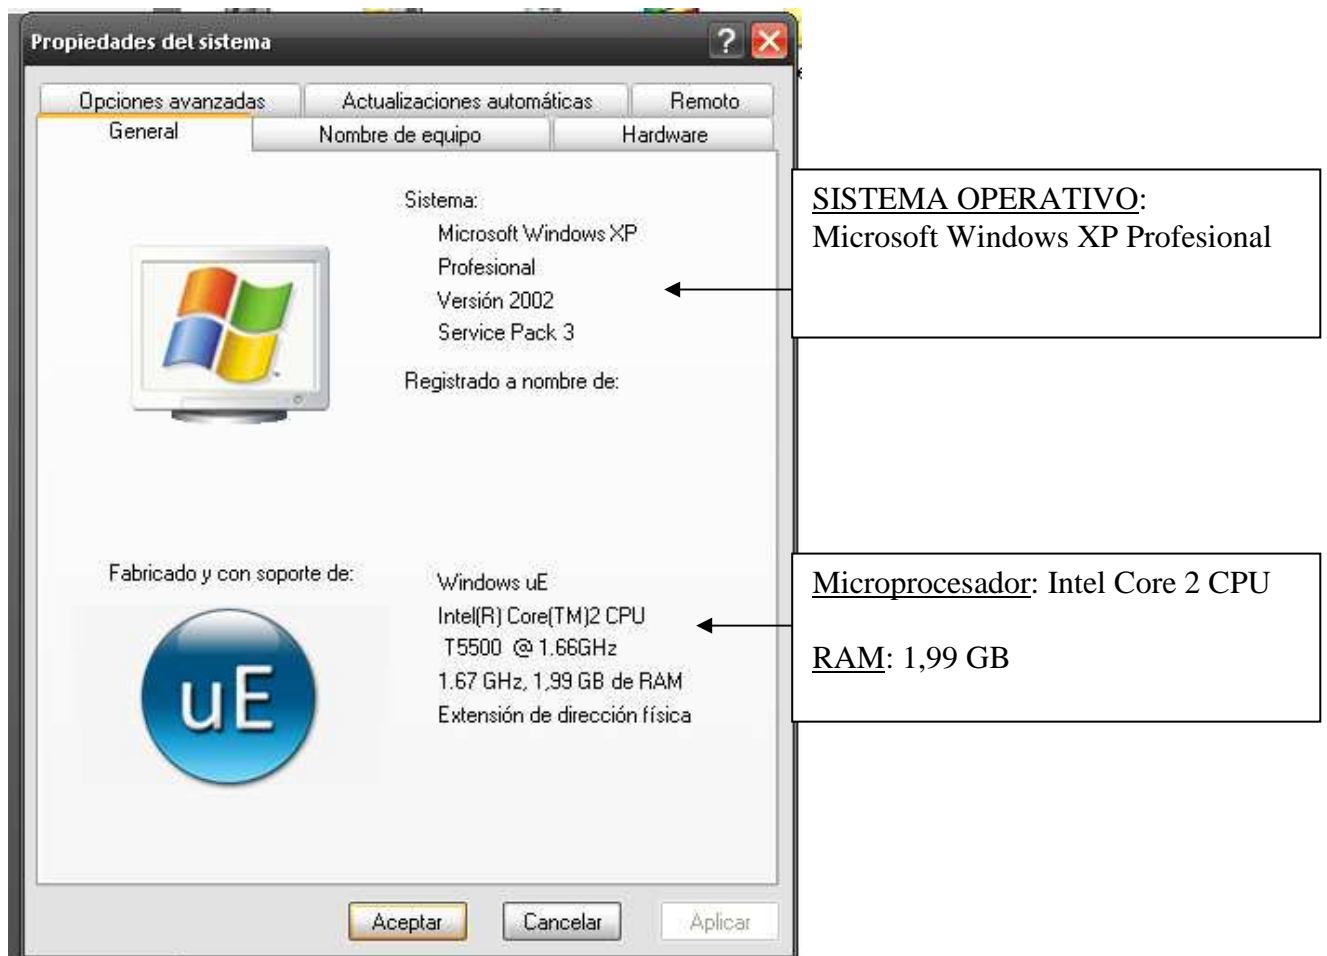 Propiedades del sistema
?
Opciones avanzadas Actualizaciones automáticas Remoto
General Nombre de equipo Hardware
Sistema:
Microsoft Windows XP
Profesional
Versión 2002
Service Pack 3
Registrado a nombre de:
SISTEMA OPERATIVO:
Microsoft Windows XP Profesional
Fabricado y con soporte de:
uE
Windows uE
Intel(R) Core(TM)2 CPU
T5500 @ 1.66GHz
1.67 GHz, 1,99 GB de RAM
Extensión de dirección física
Microprocesador: Intel Core 2 CPU
RAM: 1,99 GB
Aceptar Cancelar Aplicar